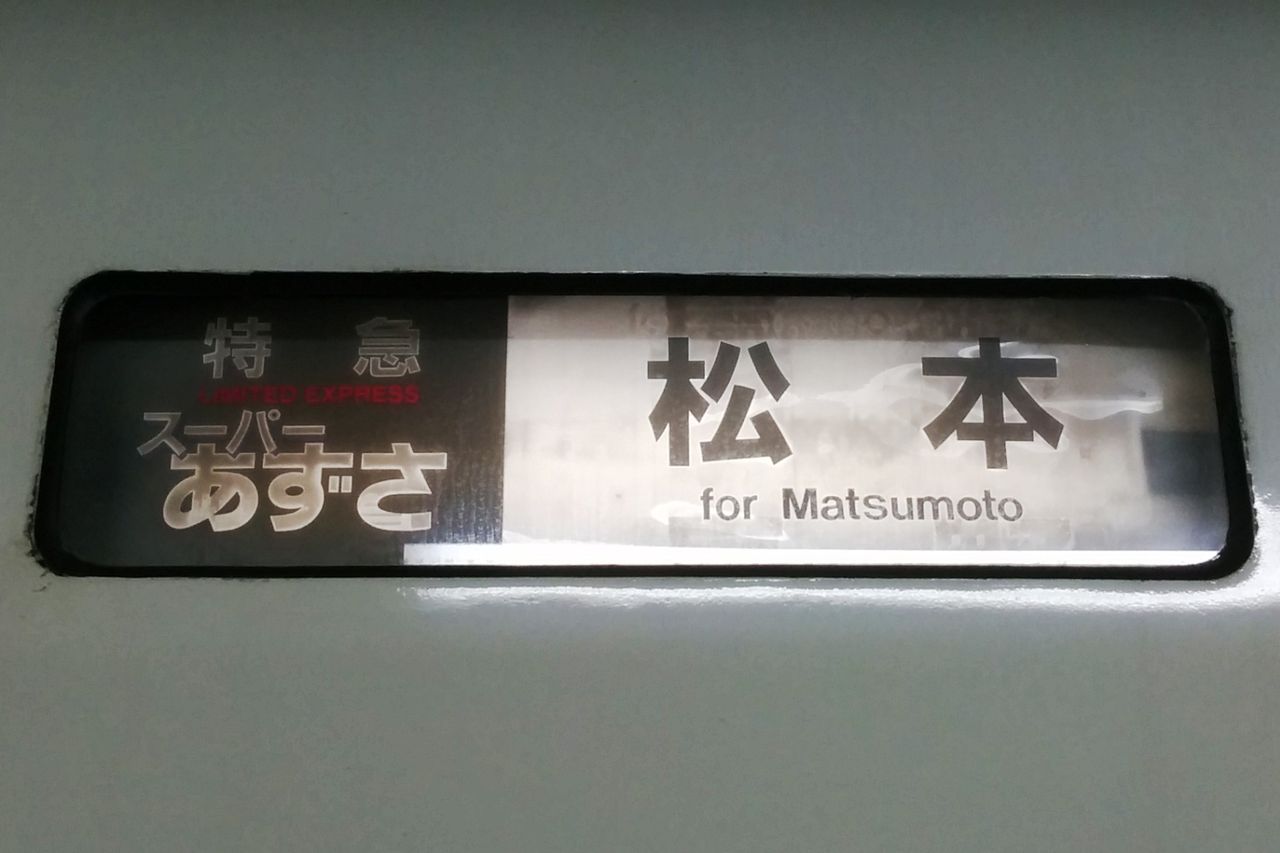 特 急
LIMITED EXPRESS
スーパー
あずさ
松 本
for Matsumoto